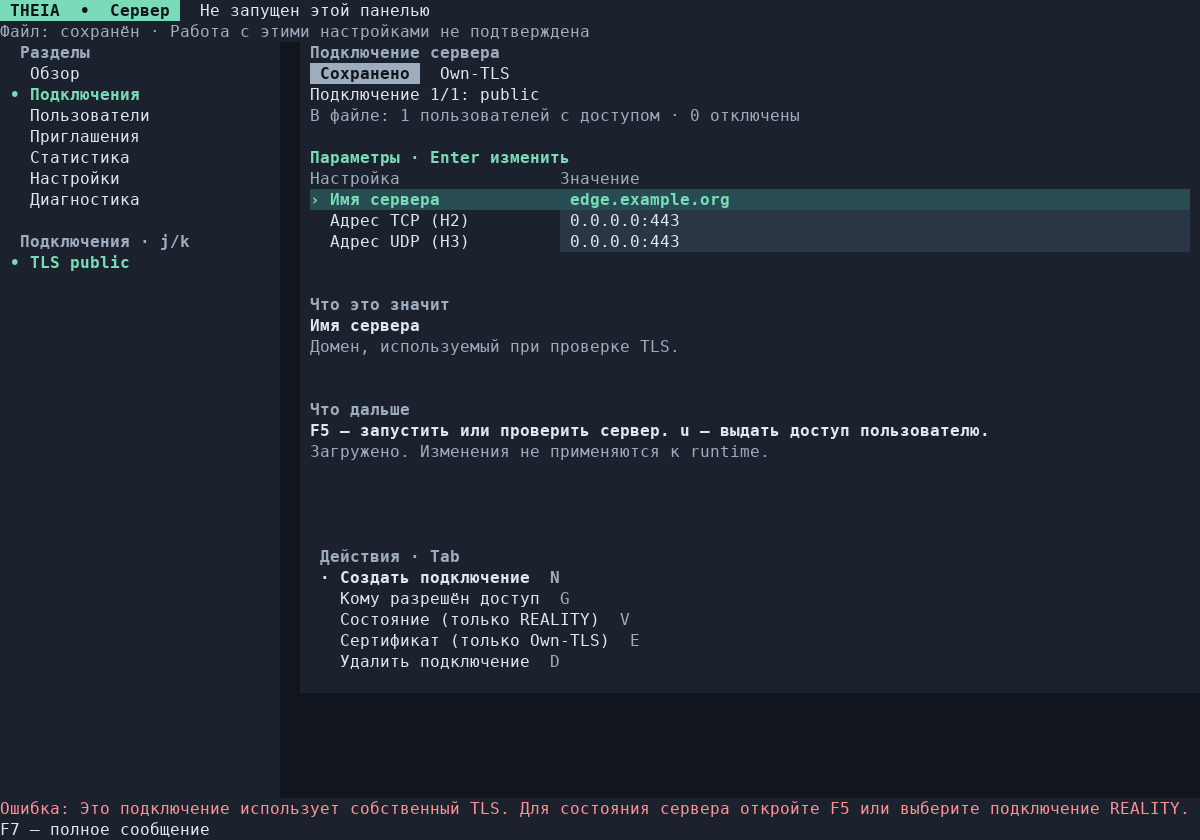 THEIA • Сервер Не запущен этой панелью
Файл: сохранён · Работа с этими настройками не подтверждена
Разделы
Обзор
• Подключения
Пользователи
Приглашения
Статистика
Настройки
Диагностика
Подключения · j/k
• TLS public
Подключение сервера
Сохранено Own-TLS
Подключение 1/1: public
В файле: 1 пользователей с доступом · 0 отключены
Параметры · Enter изменить
Настройка Значение
› Имя сервера edge.example.org
Адрес TCP (H2) 0.0.0.0:443
Адрес UDP (H3) 0.0.0.0:443
Что это значит
Имя сервера
Домен, используемый при проверке TLS.
Что дальше
F5 — запустить или проверить сервер. u — выдать доступ пользователю.
Загружено. Изменения не применяются к runtime.
Действия · Tab
· Создать подключение N
Кому разрешён доступ G
Состояние (только REALITY) V
Сертификат (только Own-TLS) E
Удалить подключение D
Ошибка: Это подключение использует собственный TLS. Для состояния сервера откройте F5 или выберите подключение REALITY.
F7 — полное сообщение